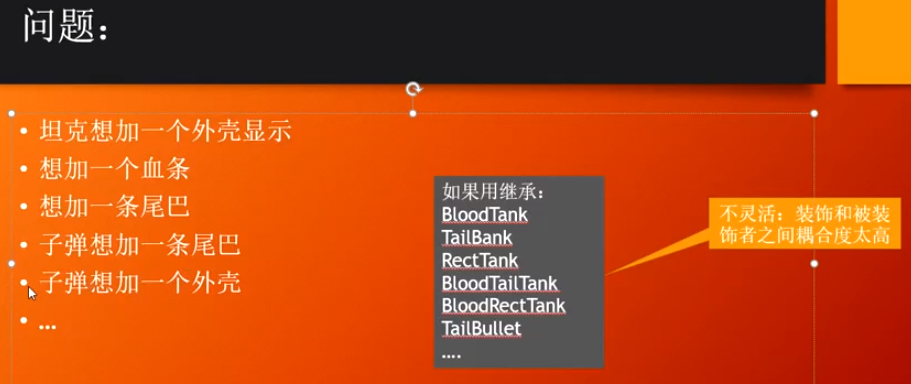 问题：
• 坦克想加一个外壳显示
• 想加一个血条
• 想加一条尾巴
• 子弹想加一条尾巴
• 子弹想加一个外壳
• ...
如果用继承：
BloodTank
TailBank
RectTank
BloodTailTank
BloodRectTank
TailBullet
....
不灵活：装饰和被装
饰者之间耦合度太高